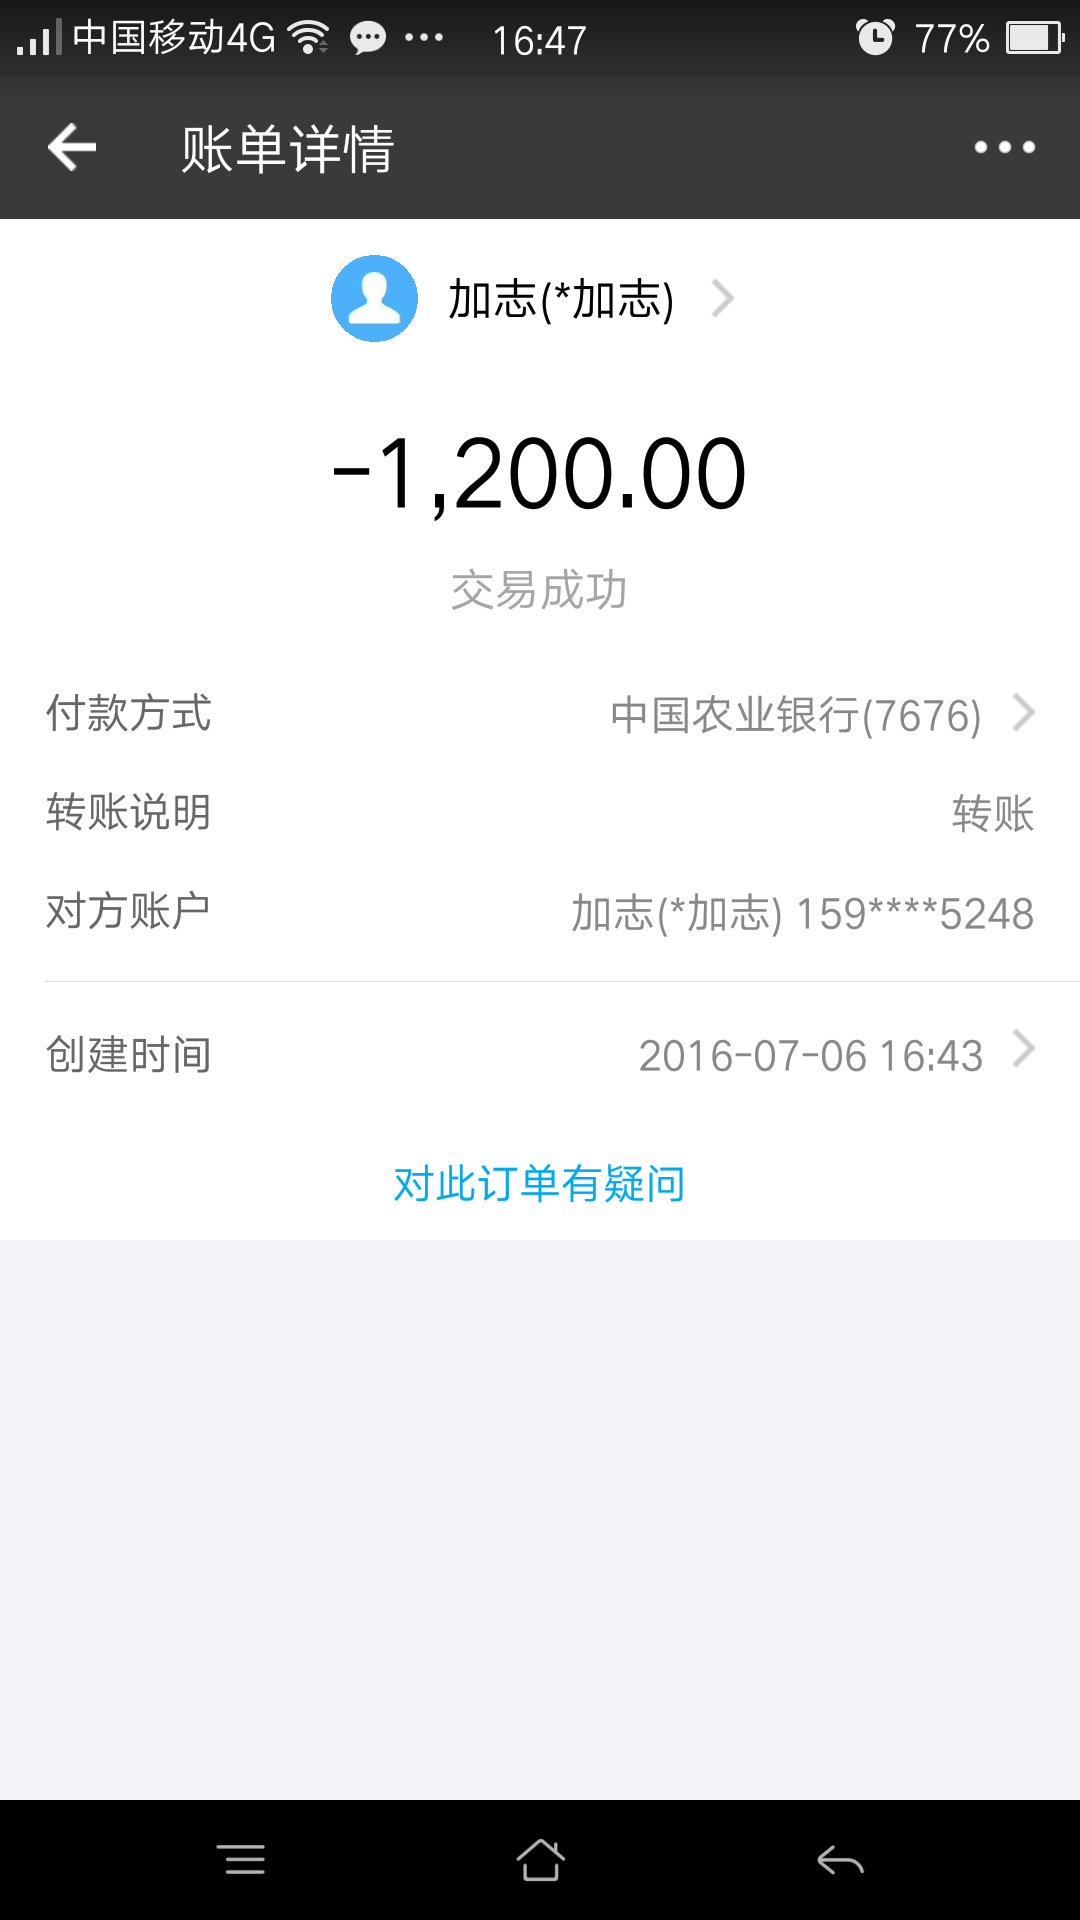 中国移动4G 16:47 77%
账单详情
加志(*加志)
-1,200.00
交易成功
付款方式 中国农业银行(7676)
转账说明 转账
对方账户 加志(*加志) 159****5248
创建时间 2016-07-06 16:43
对此订单有疑问